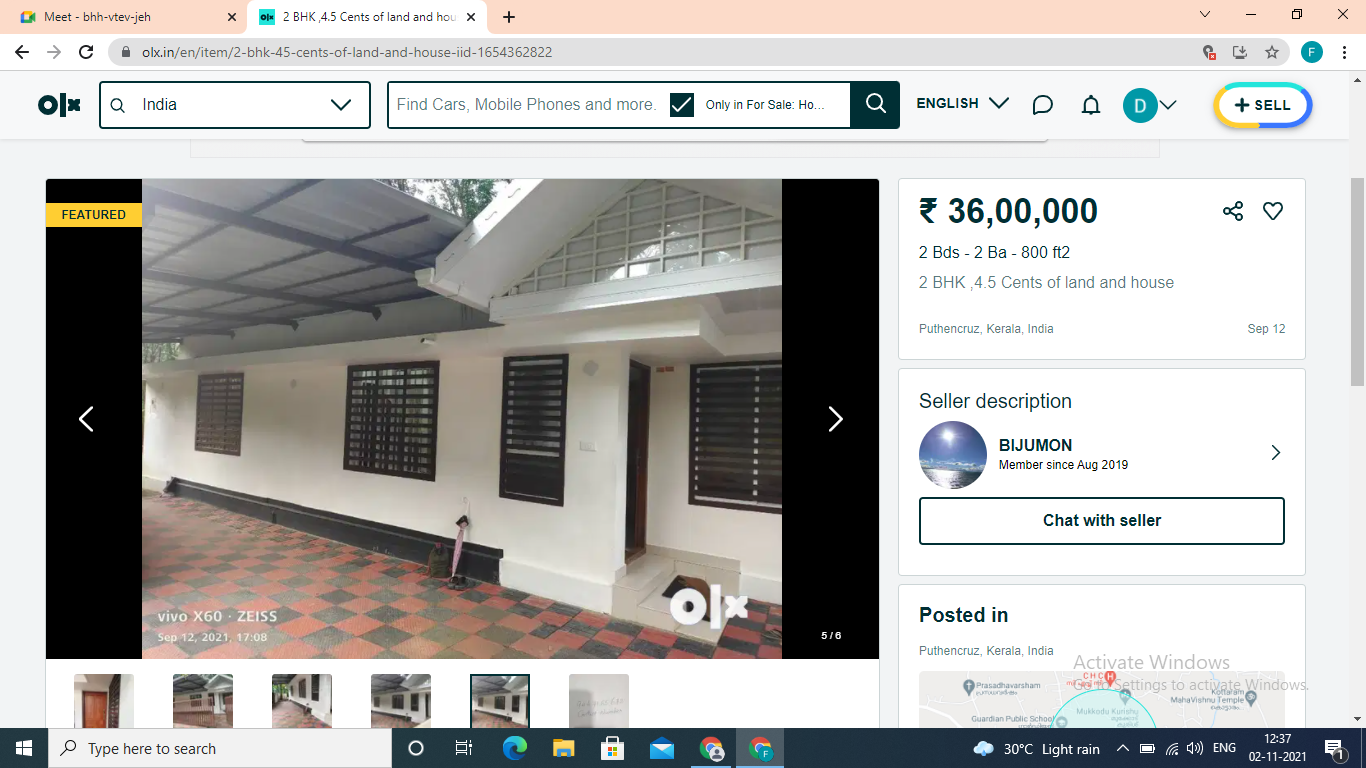 Meet - bhh-vtev-jeh
olx
2 BHK ,4.5 Cents of land and hou
olx.in/en/item/2-bhk-45-cents-of-land-and-house-iid-1654362822
F
olx
India
Find Cars, Mobile Phones and more.
Only in For Sale: Ho...
ENGLISH
D
+ SELL
FEATURED
vivo X60 · ZEISS
Sep 12, 2021, 17:08
olx
5 / 6
₹ 36,00,000
2 Bds - 2 Ba - 800 ft2
2 BHK ,4.5 Cents of land and house
Puthencruz, Kerala, India
Sep 12
Seller description
BIJUMON
Member since Aug 2019
Chat with seller
Posted in
Puthencruz, Kerala, India
Prasadhavarsham
CHC
H
Guardian Public School
Mukkodu Kurishu
Kottaram
MahaVishnu Temple
Activate Windows
Go to Settings to activate Windows.
Type here to search
F
30°C Light rain
ENG
12:37
02-11-2021
1